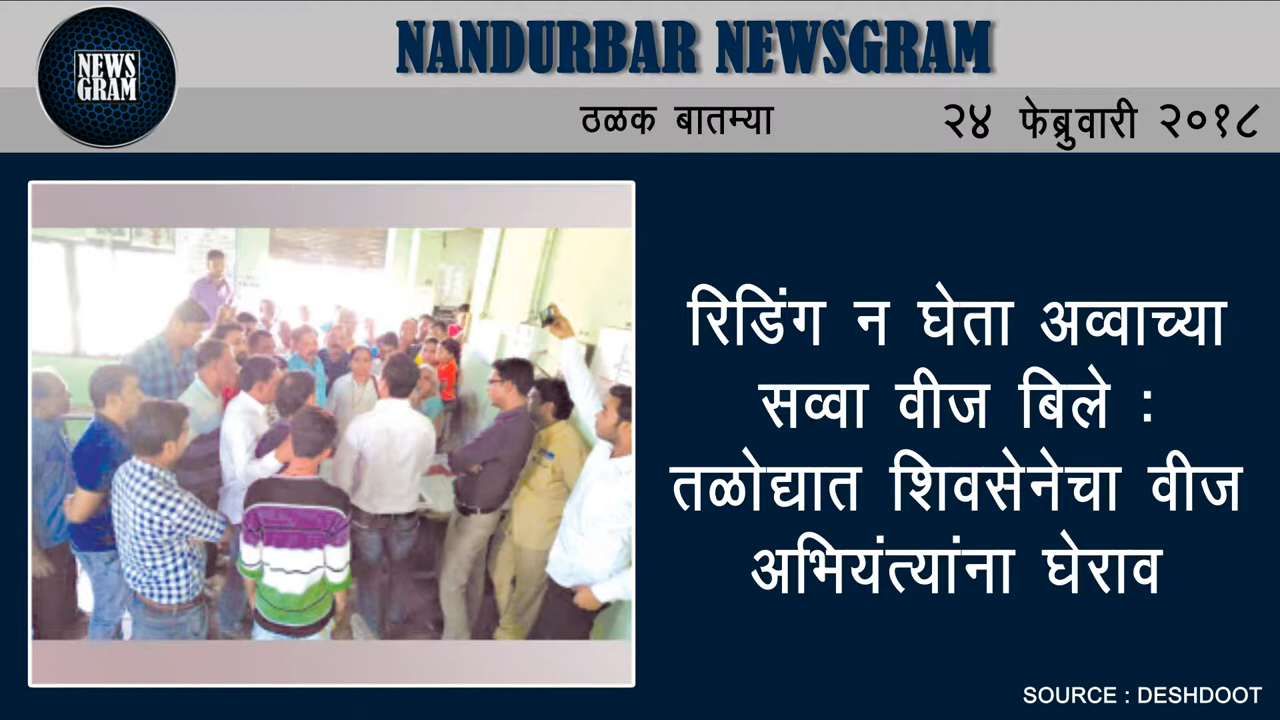 NEWS
GRAM
NANDURBAR NEWSGRAM
ठळक बातम्या
२४ फेब्रुवारी २०१८
रिडिंग न घेता अव्वाच्या
सव्वा वीज बिले :
तळोद्यात शिवसेनेचा वीज
अभियंत्यांना घेराव
SOURCE : DESHDOOT